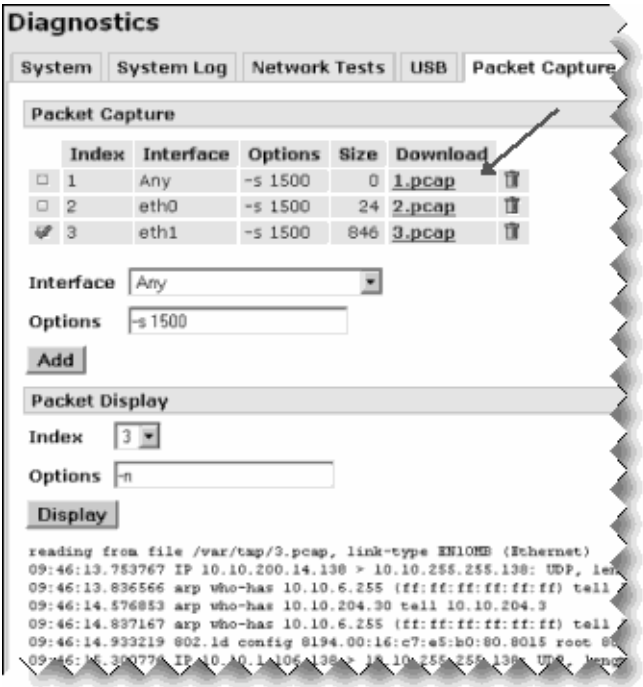 Diagnostics
System System Log Network Tests USB Packet Capture
Packet Capture
Index Interface Options Size Download
1 Any -s 1500 0 1.pcap
2 eth0 -s 1500 24 2.pcap
3 eth1 -s 1500 846 3.pcap
Interface Any
Options -s 1500
Add
Packet Display
Index 3
Options -n
Display
reading from file /var/tmp/3.pcap, link-type EN10MB (Ethernet)
09:46:13.753767 IP 10.10.200.14.138 > 10.10.255.255.138: UDP,
09:46:13.836566 arp who-has 10.10.6.255 (ff:ff:ff:ff:ff:ff) tell
09:46:14.576853 arp who-has 10.10.204.30 tell 10.10.204.3
09:46:14.837167 arp who-has 10.10.6.255 (ff:ff:ff:ff:ff:ff) tell
09:46:14.933219 802.1d config 8194.00:16:c7:e5:b0:80.8015 root
IP UDP,